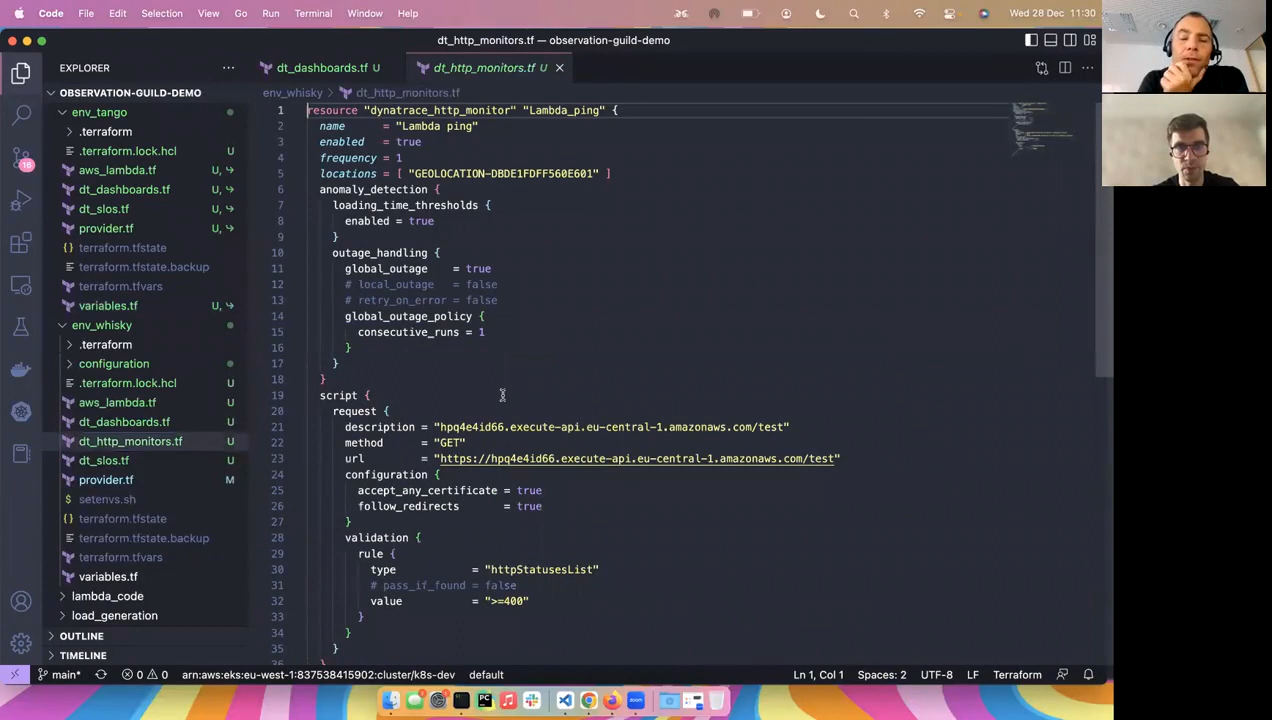 Code File Edit Selection View Go Run Terminal Window Help Wed 28 Dec 11:30
dt_http_monitors.tf — observation-guild-demo
EXPLORER
dt_dashboards.tf U
dt_http_monitors.tf U
OBSERVATION-GUILD-DEMO
env_whisky > dt_http_monitors.tf
env_tango
.terraform
.terraform.lock.hcl U
aws_lambda.tf U,
dt_dashboards.tf U,
dt_slos.tf U,
provider.tf U,
terraform.tfstate
terraform.tfstate.backup
terraform.tfvars
variables.tf U,
env_whisky
.terraform
configuration
.terraform.lock.hcl U
aws_lambda.tf U
dt_dashboards.tf U
dt_http_monitors.tf U
dt_slos.tf U
provider.tf M
setenvs.sh
terraform.tfstate
terraform.tfstate.backup
terraform.tfvars
variables.tf U
lambda_code
load_generation
OUTLINE
TIMELINE
16
1 resource "dynatrace_http_monitor" "Lambda_ping" {
2 name = "Lambda ping"
3 enabled = true
4 frequency = 1
5 locations = [ "GEOLOCATION-DBDE1FDFF560E601" ]
6 anomaly_detection {
7 loading_time_thresholds {
8 enabled = true
9 }
10 outage_handling {
11 global_outage = true
12 # local_outage = false
13 # retry_on_error = false
14 global_outage_policy {
15 consecutive_runs = 1
16 }
17 }
18 }
19 script {
20 request {
21 description = "hpq4e4id66.execute-api.eu-central-1.amazonaws.com/test"
22 method = "GET"
23 url = "https://hpq4e4id66.execute-api.eu-central-1.amazonaws.com/test"
24 configuration {
25 accept_any_certificate = true
26 follow_redirects = true
27 }
28 validation {
29 rule {
30 type = "httpStatusesList"
31 # pass_if_found = false
32 value = ">=400"
33 }
34 }
35 }
36 }
main* 0 0 arn:aws:eks:eu-west-1:837538415902:cluster/k8s-dev default Ln 1, Col 1 Spaces: 2 UTF-8 LF Terraform